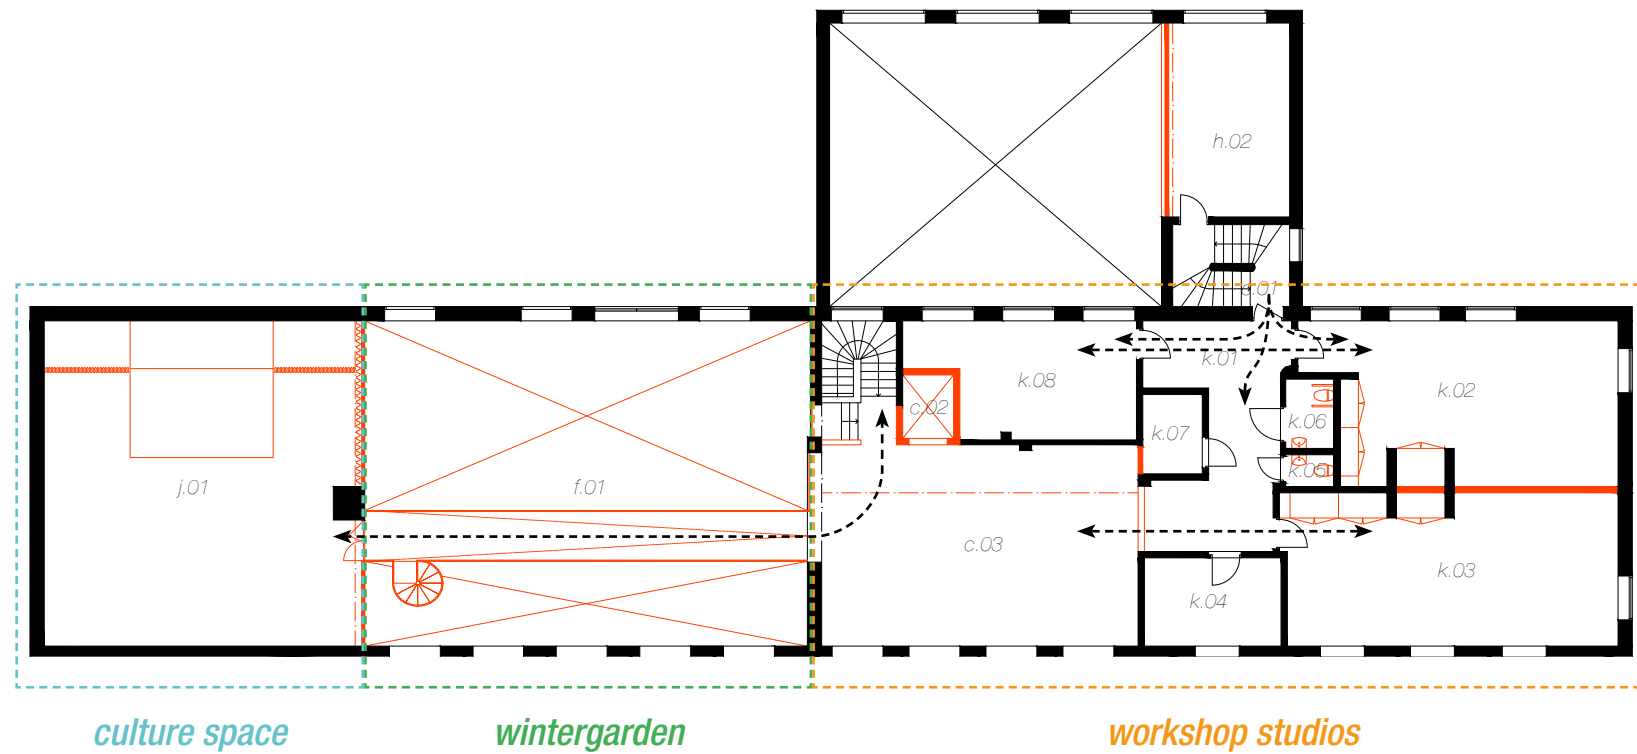 h.02
c.01
k.01
k.08
k.02
c.02
k.06
k.07
k.05
j.01
f.01
c.03
k.03
k.04
culture space
wintergarden
workshop studios